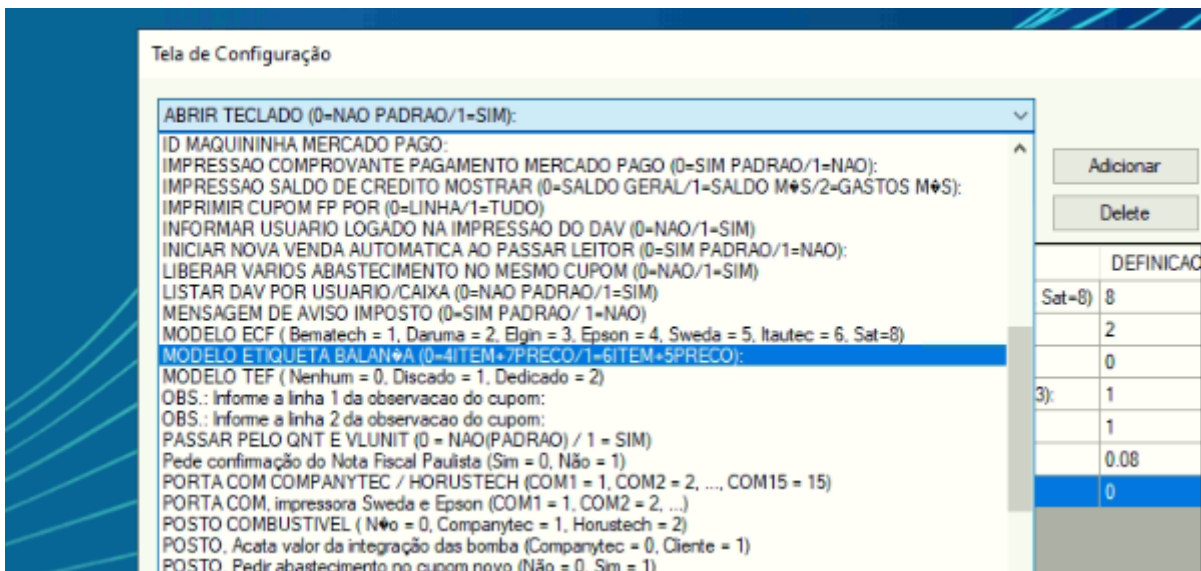 Tela de Configuração
ABRIR TECLADO (0=NAO PADRAO/1=SIM):
ID MAQUININHA MERCADO PAGO:
IMPRESSAO COMPROVANTE PAGAMENTO MERCADO PAGO (0=SIM PADRAO/1=NAO):
IMPRESSAO SALDO DE CREDITO MOSTRAR (0=SALDO GERAL/1=SALDO M�S/2=GASTOS M�S):
IMPRIMIR CUPOM FP POR (0=LINHA/1=TUDO)
INFORMAR USUARIO LOGADO NA IMPRESSAO DO DAV (0=NAO/1=SIM)
INICIAR NOVA VENDA AUTOMATICA AO PASSAR LEITOR (0=SIM PADRAO/1=NAO):
LIBERAR VARIOS ABASTECIMENTO NO MESMO CUPOM (0=NAO/1=SIM)
LISTAR DAV POR USUARIO/CAIXA (0=NAO PADRAO/1=SIM)
MENSAGEM DE AVISO IMPOSTO (0=SIM PADRAO/ 1=NAO)
MODELO ECF ( Bematech = 1, Daruma = 2, Elgin = 3, Epson = 4, Sweda = 5, Itautec = 6, Sat=8)
MODELO ETIQUETA BALAN�A (0=4ITEM+7PRECO/1=6ITEM+5PRECO):
MODELO TEF ( Nenhum = 0, Discado = 1, Dedicado = 2)
OBS.: Informe a linha 1 da observacao do cupom:
OBS.: Informe a linha 2 da observacao do cupom:
PASSAR PELO QNT E VLUNIT (0 = NAO(PADRAO) / 1 = SIM)
Pede confirmação do Nota Fiscal Paulista (Sim = 0, Não = 1)
PORTA COM COMPANYTEC / HORUSTECH (COM1 = 1, COM2 = 2, ..., COM15 = 15)
PORTA COM, impressora Sweda e Epson (COM1 = 1, COM2 = 2, ...)
POSTO COMBUSTIVEL ( N�o = 0, Companytec = 1, Horustech = 2)
POSTO, Acata valor da integração das bomba (Companytec = 0, Cliente = 1)
POSTO, Pedir abastecimento no cupom novo (Não = 0, Sim = 1)
Adicionar
Delete
DEFINICAO
Sat=8) 8
2
0
3): 1
1
0.08
0